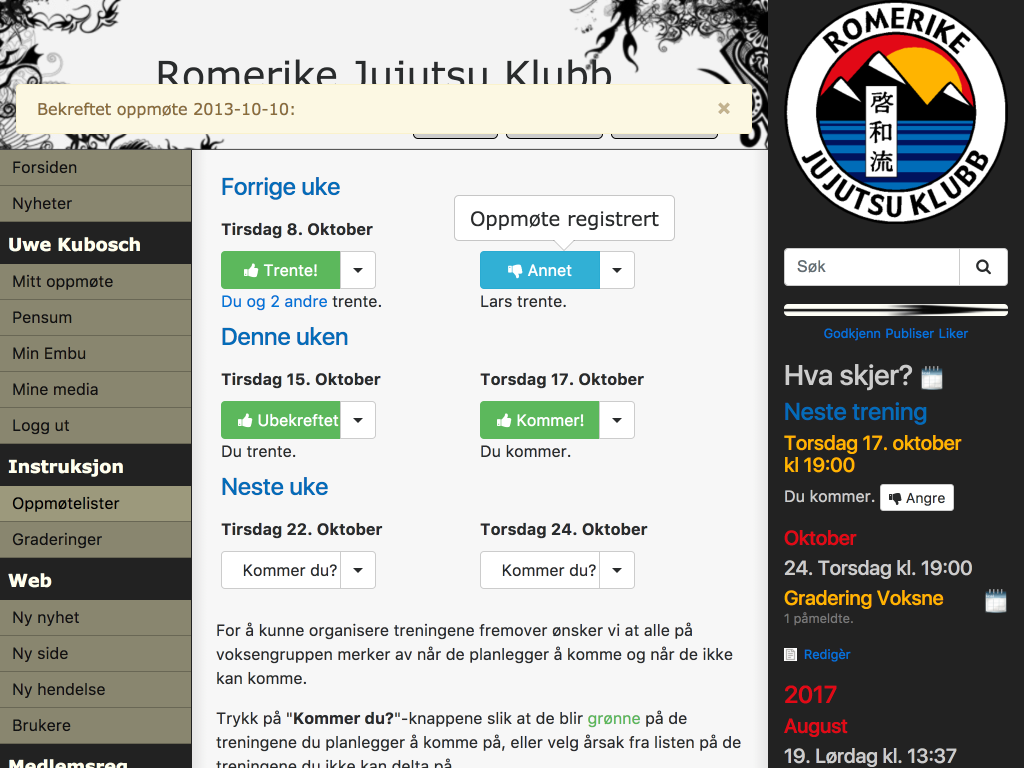 Romerike Jujutsu Klubb
Bekreftet oppmøte 2013-10-10:
×
Forsiden
Nyheter
Uwe Kubosch
Mitt oppmøte
Pensum
Min Embu
Mine media
Logg ut
Instruksjon
Oppmøtelister
Graderinger
Web
Ny nyhet
Ny side
Ny hendelse
Brukere
Medlemsreg
Forrige uke
Oppmøte registrert
Tirsdag 8. Oktober
Trente!
Annet
Du og 2 andre trente.
Lars trente.
Denne uken
Tirsdag 15. Oktober
Torsdag 17. Oktober
Ubekreftet
Kommer!
Du trente.
Du kommer.
Neste uke
Tirsdag 22. Oktober
Torsdag 24. Oktober
Kommer du?
Kommer du?
For å kunne organisere treningene fremover ønsker vi at alle på
voksengruppen merker av når de planlegger å komme og når de ikke
kan komme.
Trykk på "Kommer du?"-knappene slik at de blir grønne på de
treningene du planlegger å komme på, eller velg årsak fra listen på de
treningene du ikke kan delta på.
ROMERIKE
啓和流
JUJUTSU KLUBB
Søk
Godkjenn Publiser Liker
Hva skjer?
Neste trening
Torsdag 17. oktober
kl 19:00
Du kommer. Angre
Oktober
24. Torsdag kl. 19:00
Gradering Voksne
1 påmeldte.
Redigèr
2017
August
19. Lørdag kl. 13:37